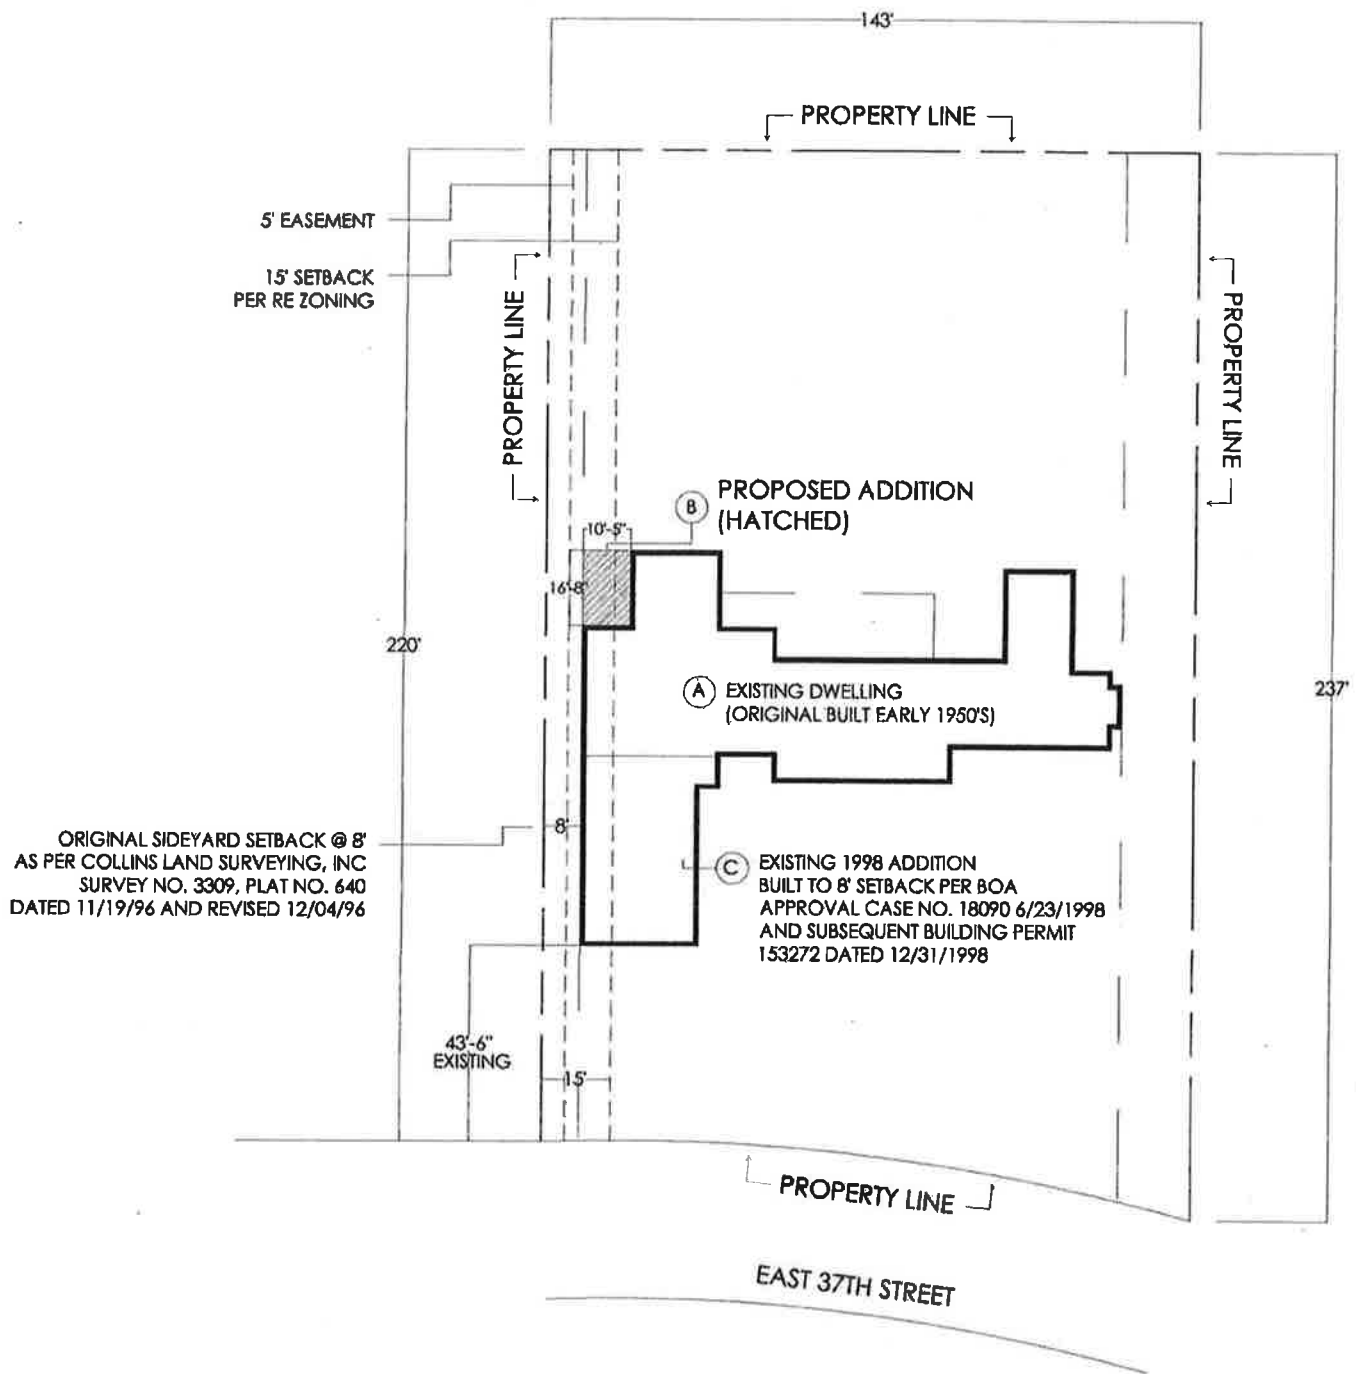 143'
PROPERTY LINE
5' EASEMENT
15' SETBACK
PER RE ZONING
PROPERTY LINE
PROPERTY LINE
B
PROPOSED ADDITION
(HATCHED)
10'-5"
16'-8"
220'
237'
A
EXISTING DWELLING
(ORIGINAL BUILT EARLY 1950'S)
8'
ORIGINAL SIDEYARD SETBACK @ 8'
AS PER COLLINS LAND SURVEYING, INC
SURVEY NO. 3309, PLAT NO. 640
DATED 11/19/96 AND REVISED 12/04/96
C
EXISTING 1998 ADDITION
BUILT TO 8' SETBACK PER BOA
APPROVAL CASE NO. 18090 6/23/1998
AND SUBSEQUENT BUILDING PERMIT
153272 DATED 12/31/1998
43'-6"
EXISTING
15'
PROPERTY LINE
EAST 37TH STREET